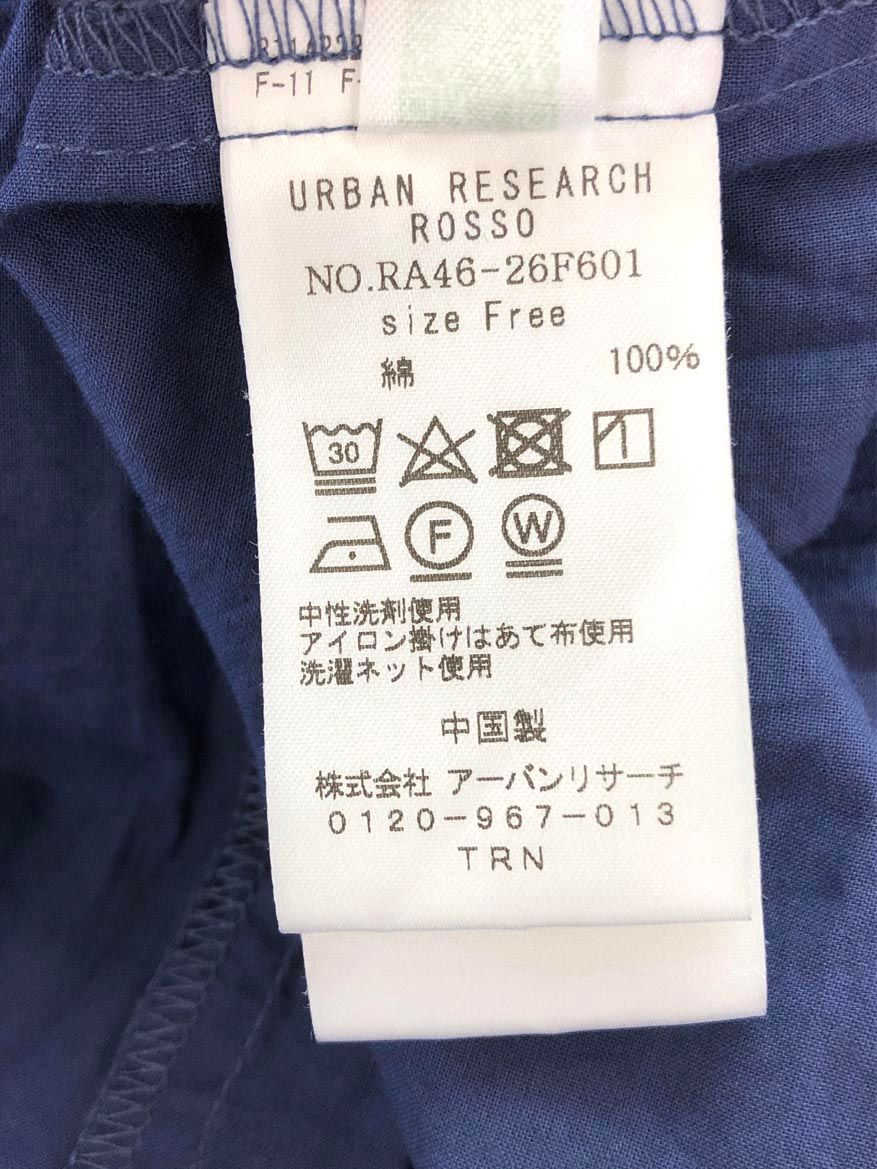 F-11 F
URBAN RESEARCH
ROSSO
NO.RA46-26F601
size Free
綿 100%
30
F W
中性洗剤使用
アイロン掛けはあて布使用
洗濯ネット使用
中国製
株式会社 アーバンリサーチ
0120-967-013
TRN